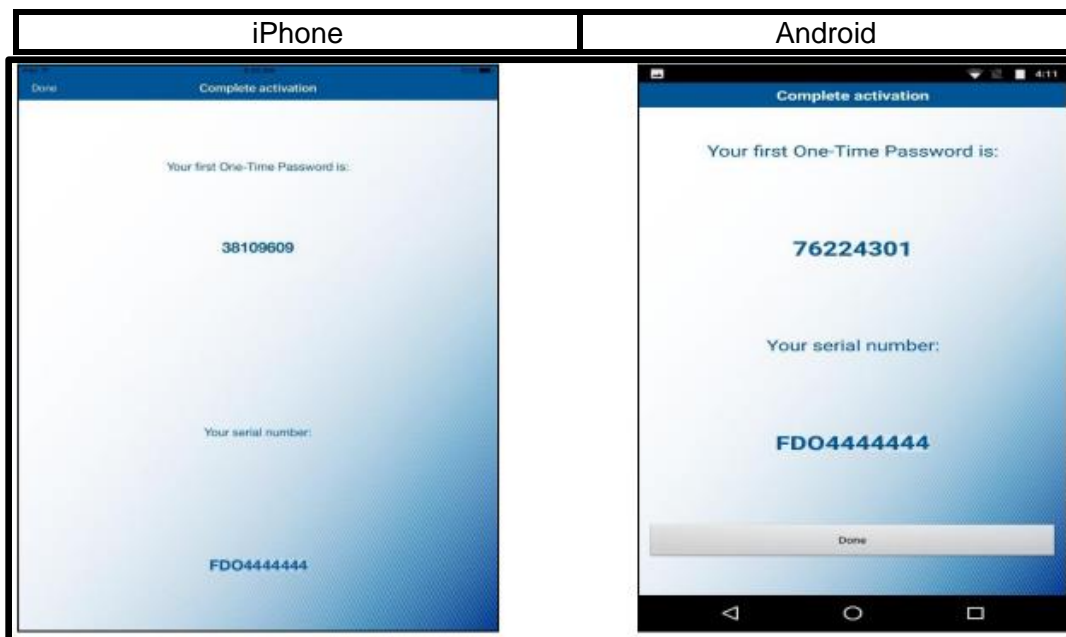 iPhone
Android
Done
Complete activation
Your first One-Time Password is:
38109609
Your serial number:
FDO4444444
4:11
Complete activation
Your first One-Time Password is:
76224301
Your serial number:
FDO4444444
Done